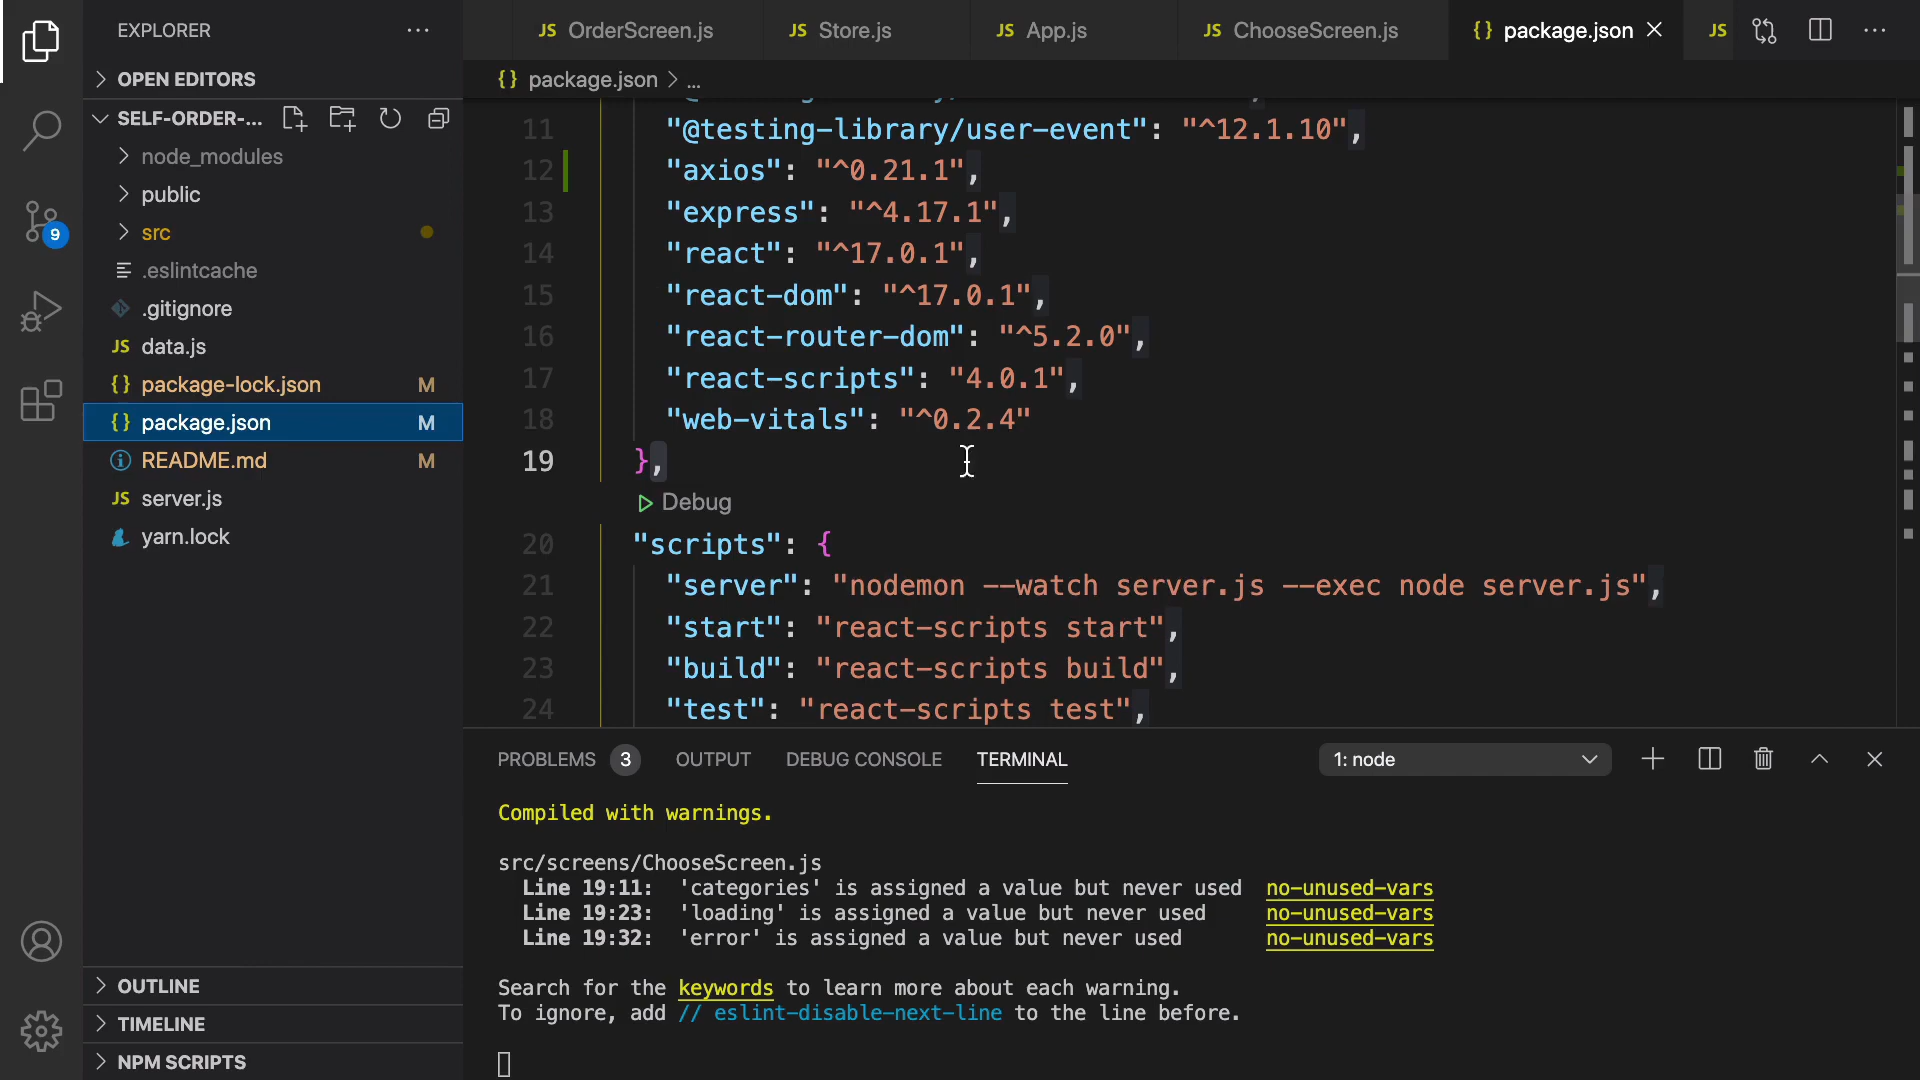 EXPLORER
OPEN EDITORS
SELF-ORDER-...
node_modules
public
src
.eslintcache
.gitignore
JS data.js
{} package-lock.json M
{} package.json M
README.md M
JS server.js
yarn.lock
OUTLINE
TIMELINE
NPM SCRIPTS
9
JS OrderScreen.js
JS Store.js
JS App.js
JS ChooseScreen.js
{} package.json
JS
{} package.json > ...
11 "@testing-library/user-event": "^12.1.10",
12 "axios": "^0.21.1",
13 "express": "^4.17.1",
14 "react": "^17.0.1",
15 "react-dom": "^17.0.1",
16 "react-router-dom": "^5.2.0",
17 "react-scripts": "4.0.1",
18 "web-vitals": "^0.2.4"
19 },
Debug
20 "scripts": {
21 "server": "nodemon --watch server.js --exec node server.js",
22 "start": "react-scripts start",
23 "build": "react-scripts build",
24 "test": "react-scripts test",
PROBLEMS 3 OUTPUT DEBUG CONSOLE TERMINAL 1: node
Compiled with warnings.
src/screens/ChooseScreen.js
Line 19:11: 'categories' is assigned a value but never used no-unused-vars
Line 19:23: 'loading' is assigned a value but never used no-unused-vars
Line 19:32: 'error' is assigned a value but never used no-unused-vars
Search for the keywords to learn more about each warning.
To ignore, add // eslint-disable-next-line to the line before.